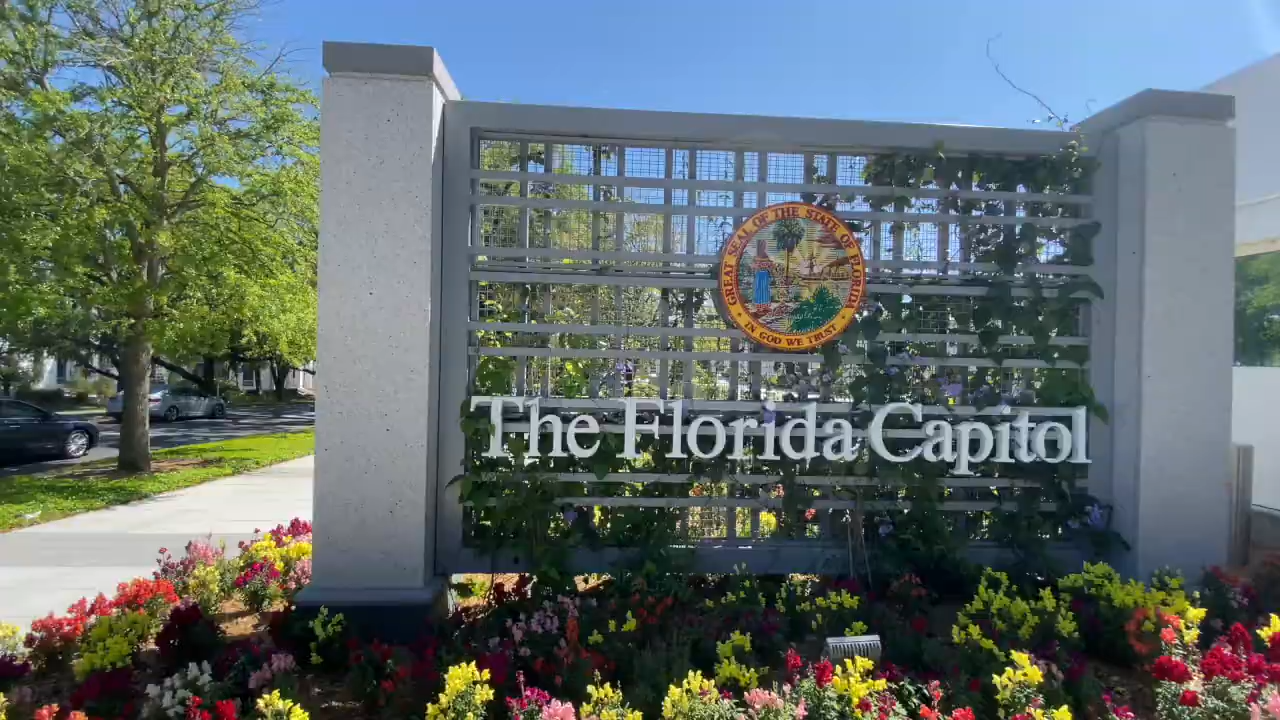 GREAT SEAL OF THE STATE OF FLORIDA
IN GOD WE TRUST
The Florida Capitol